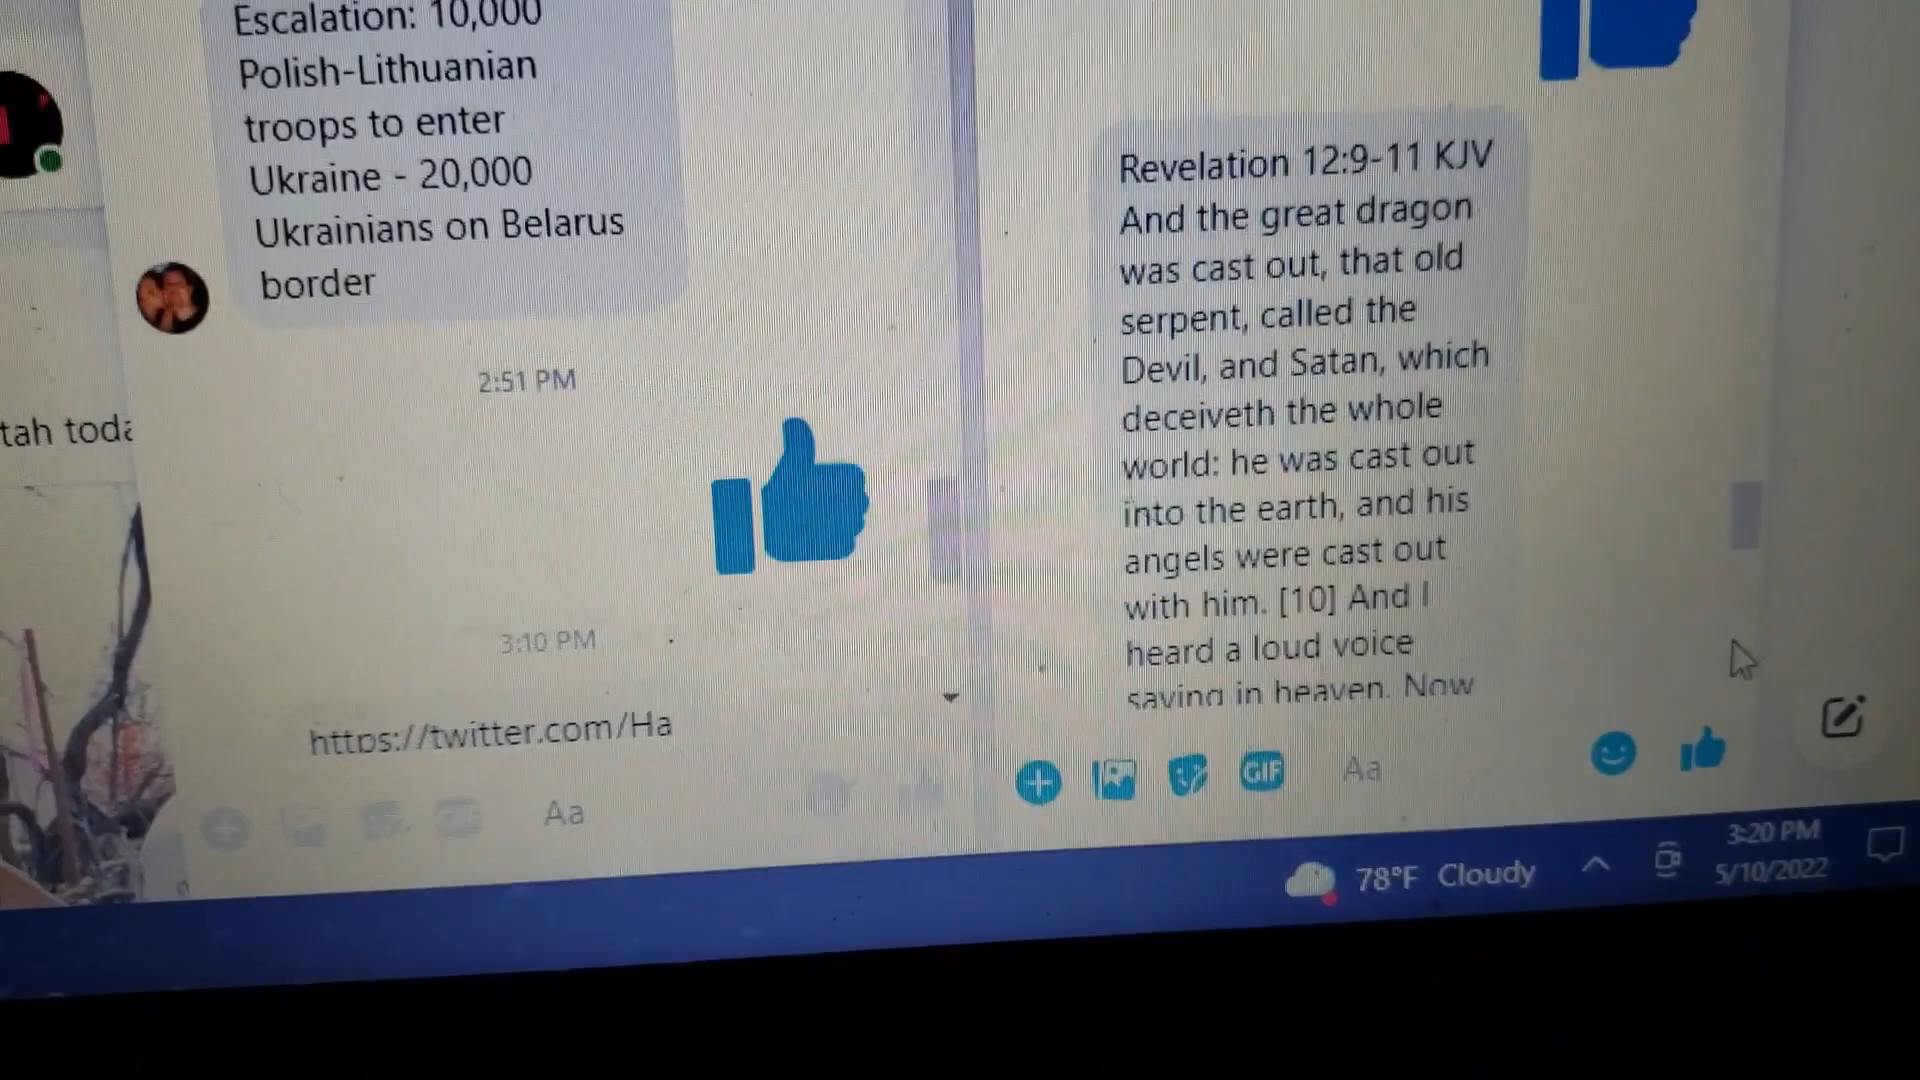 Escalation: 10,000
Polish-Lithuanian
troops to enter
Ukraine - 20,000
Ukrainians on Belarus
border
2:51 PM
3:10 PM
https://twitter.com/Ha
Aa
tah toda
Revelation 12:9-11 KJV
And the great dragon
was cast out, that old
serpent, called the
Devil, and Satan, which
deceiveth the whole
world: he was cast out
into the earth, and his
angels were cast out
with him. [10] And I
heard a loud voice
saying in heaven, Now
GIF
Aa
78°F Cloudy
3:20 PM
5/10/2022